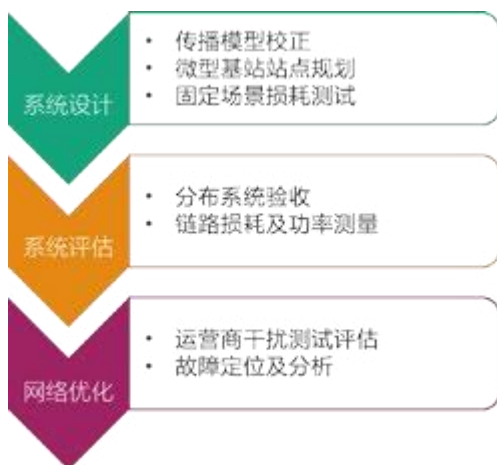 系统设计
• 传播模型校正
• 微型基站站点规划
• 固定场景损耗测试
系统评估
• 分布系统验收
• 链路损耗及功率测量
网络优化
• 运营商干扰测试评估
• 故障定位及分析